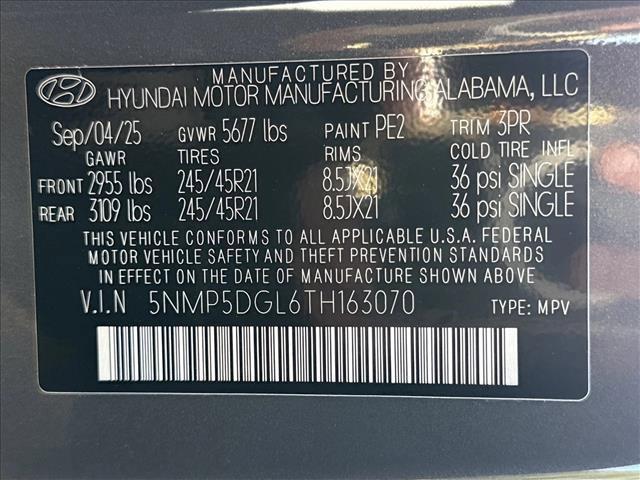 MANUFACTURED BY
HYUNDAI MOTOR MANUFACTURING ALABAMA, LLC
Sep/04/25 GVWR 5677 lbs PAINT PE2 TRIM 3PR
GAWR TIRES RIMS COLD TIRE INFL
FRONT 2955 lbs 245/45R21 8.5JX21 36 psi SINGLE
REAR 3109 lbs 245/45R21 8.5JX21 36 psi SINGLE
THIS VEHICLE CONFORMS TO ALL APPLICABLE U.S.A. FEDERAL
MOTOR VEHICLE SAFETY AND THEFT PREVENTION STANDARDS
IN EFFECT ON THE DATE OF MANUFACTURE SHOWN ABOVE.
V.I.N 5NMP5DGL6TH163070 TYPE: MPV